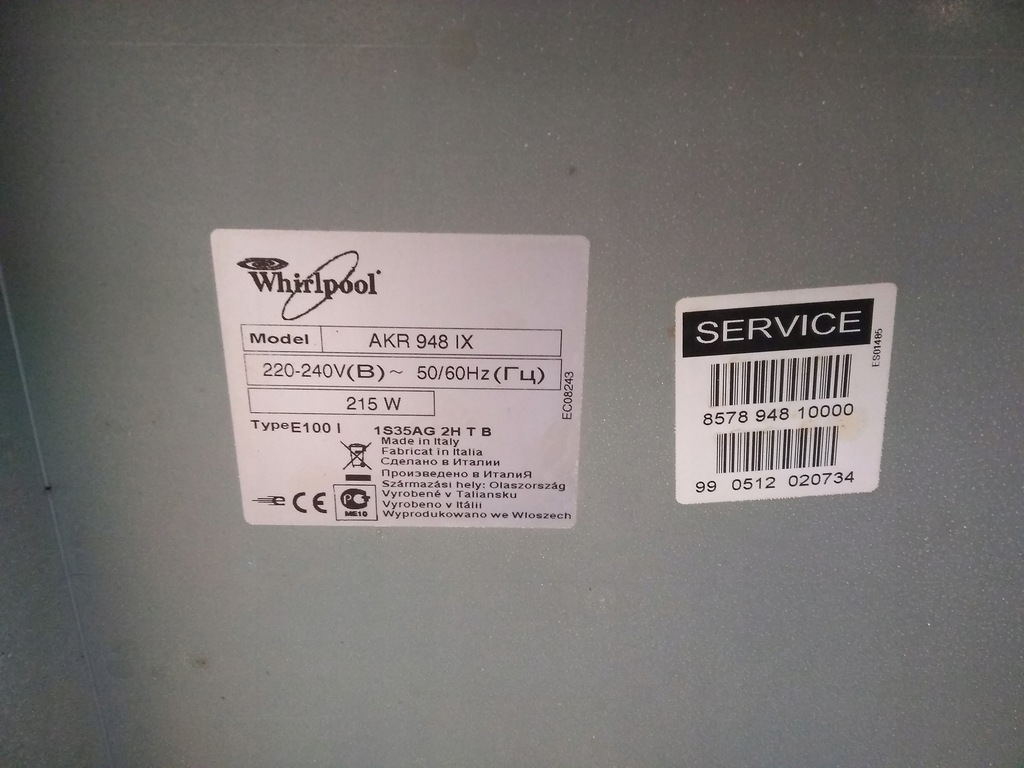 Whirlpool
Model AKR 948 IX
220-240V(В) ~ 50/60Hz (Гц)
215 W
EC08243
Type E100 I 1S35AG 2H T B
Made in Italy
Fabricat in Italia
Сделано в Италии
Произведено в ИталиЯ
Származási hely: Olaszország
Vyrobené v Taliansku
Vyrobeno v Itálii
Wyprodukowano we Wloszech
CE
ME10
SERVICE
8578 948 10000
99 0512 020734
ES01485